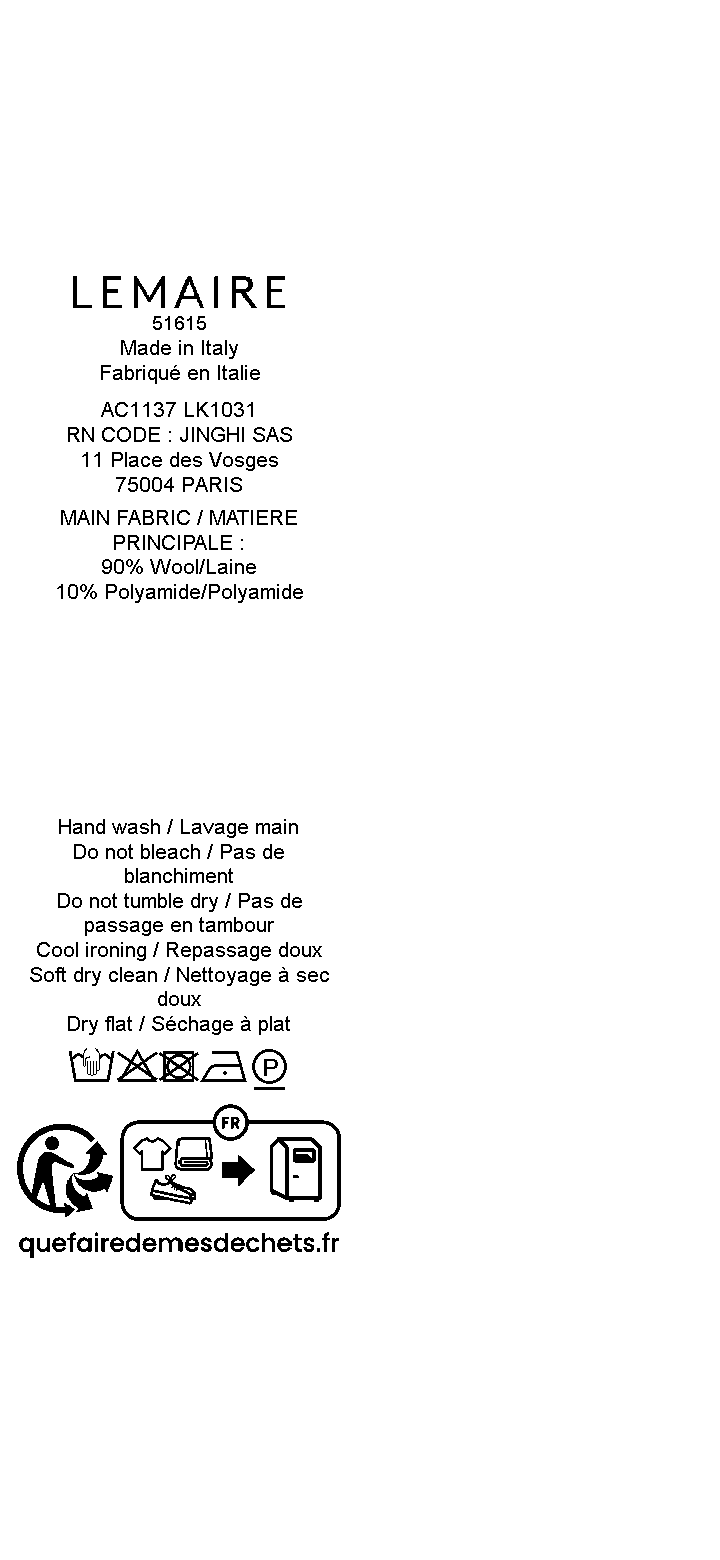 LEMAIRE
51615
Made in Italy
Fabriqué en Italie
AC1137 LK1031
RN CODE : JINGHI SAS
11 Place des Vosges
75004 PARIS
MAIN FABRIC / MATIERE
PRINCIPALE :
90% Wool/Laine
10% Polyamide/Polyamide
Hand wash / Lavage main
Do not bleach / Pas de
blanchiment
Do not tumble dry / Pas de
passage en tambour
Cool ironing / Repassage doux
Soft dry clean / Nettoyage à sec
doux
Dry flat / Séchage à plat
P
FR
quefairedemesdechets.fr